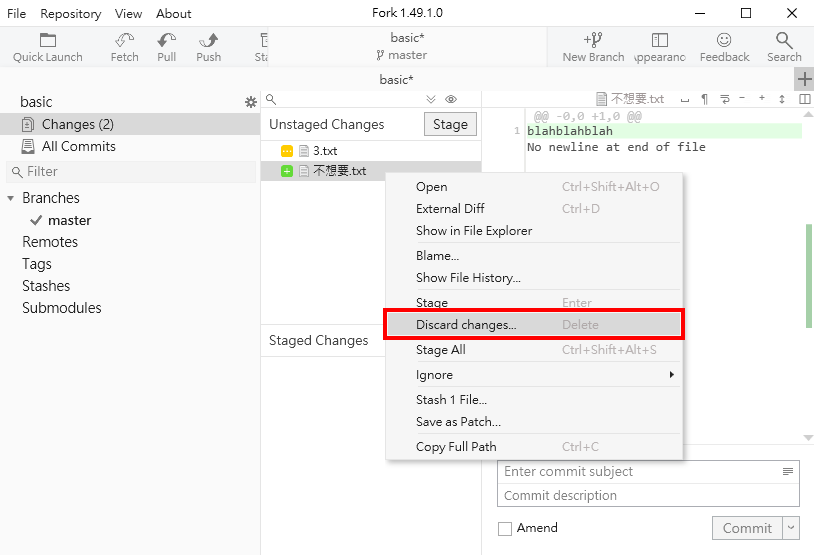 File Repository View About Fork 1.49.1.0
Quick Launch Fetch Pull Push Sta basic* master New Branch ppearance Feedback Search
basic*
basic
Changes (2)
All Commits
Filter
Branches
master
Remotes
Tags
Stashes
Submodules
Unstaged Changes Stage
3.txt
不想要.txt
Staged Changes
不想要.txt
@@ -0,0 +1,0 @@
1 blahblahblah
No newline at end of file
Open Ctrl+Shift+Alt+O
External Diff Ctrl+D
Show in File Explorer
Blame...
Show File History...
Stage Enter
Discard changes... Delete
Stage All Ctrl+Shift+Alt+S
Ignore
Stash 1 File...
Save as Patch...
Copy Full Path Ctrl+C
Enter commit subject
Commit description
Amend Commit